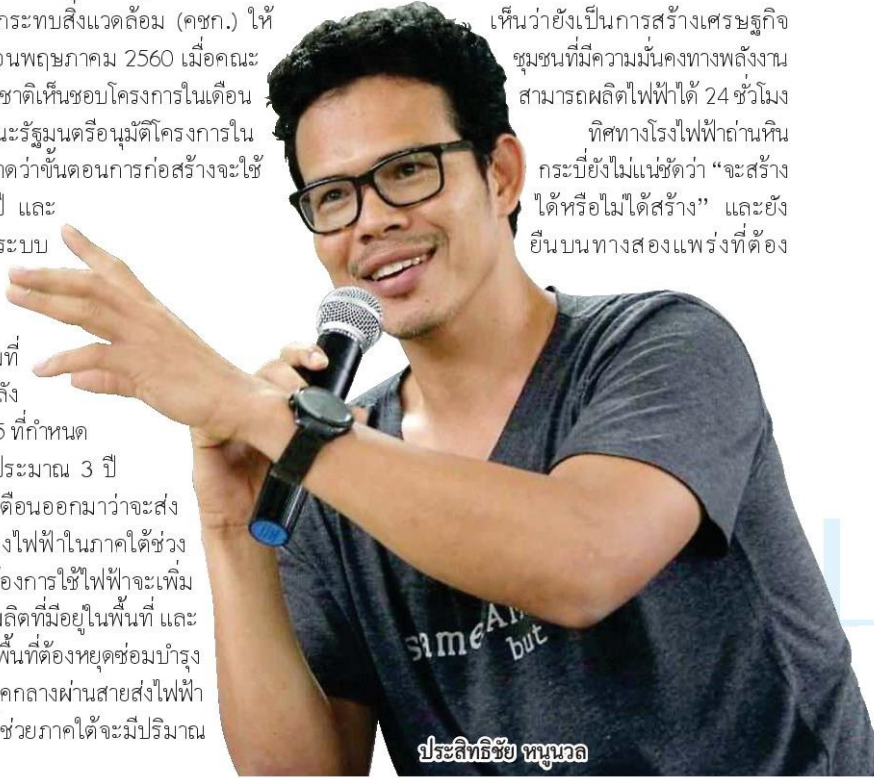 กระทบสิ่งแวดล้อม (คชก.) ให้
อนพฤษภาคม 2560 เมื่อคณะ
ชาติเห็นชอบโครงการในเดือน
ณะรัฐมนตรีอนุมัติโครงการใน
าดว่าขั้นตอนการก่อสร้างจะใช้
ปี และ
ระบบ
มที่
ลัง
5 ที่กำหนด
ประมาณ 3 ปี
เตือนออกมาว่าจะส่ง
งไฟฟ้าในภาคใต้ช่วง
ต้องการใช้ไฟฟ้าจะเพิ่ม
ผลิตที่มีอยู่ในพื้นที่ และ
พื้นที่ต้องหยุดซ่อมบำรุง
คกลางผ่านสายส่งไฟฟ้า
ช่วยภาคใต้จะมีปริมาณ
เห็นว่ายังเป็นการสร้างเศรษฐกิจ
ชุมชนที่มีความมั่นคงทางพลังงาน
สามารถผลิตไฟฟ้าได้ 24 ชั่วโมง
ทิศทางโรงไฟฟ้าถ่านหิน
กระบี่ยังไม่แน่ชัดว่า “จะสร้าง
ได้หรือไม่ได้สร้าง” และยัง
ยืนบนทางสองแพร่งที่ต้อง
same
but
ประสิทธิชัย หนูนวล